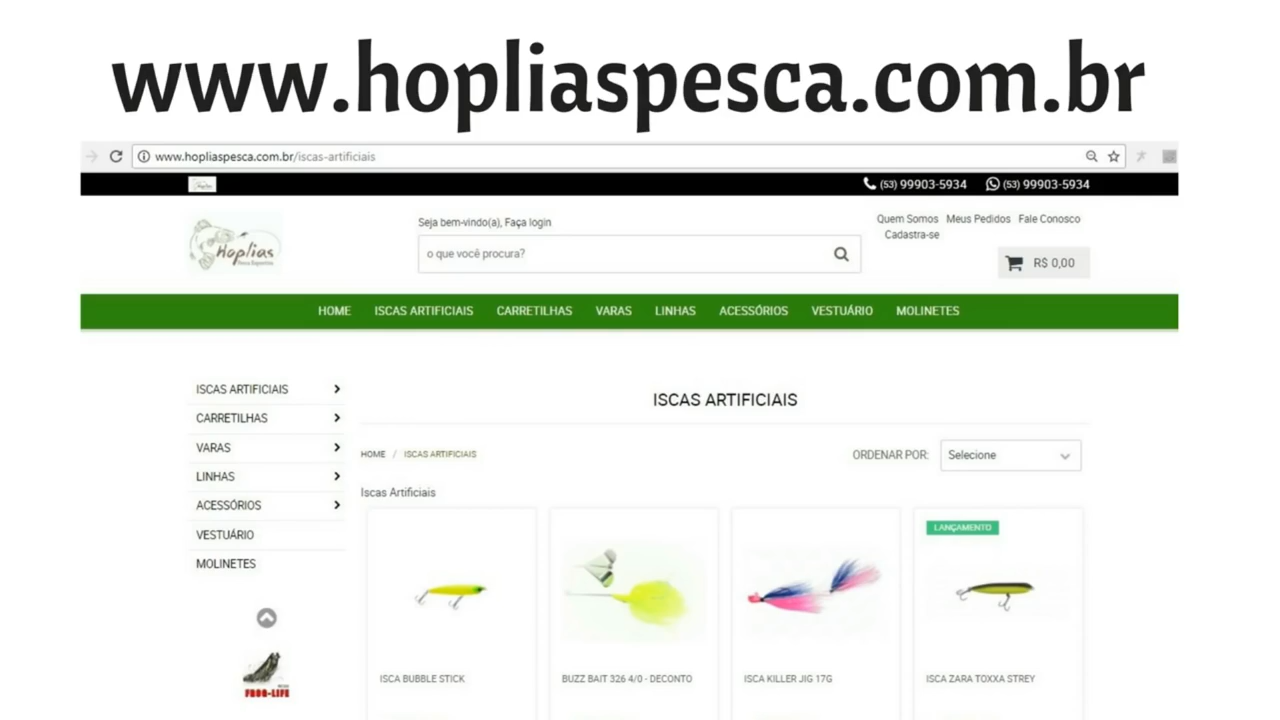 www.hopliaspesca.com.br
www.hopliaspesca.com.br/iscas-artificiais
(53) 99903-5934 (53) 99903-5934
Seja bem-vindo(a), Faça login
Quem Somos Meus Pedidos Fale Conosco
Cadastra-se
Hoplias
o que você procura?
R$ 0,00
HOME ISCAS ARTIFICIAIS CARRETILHAS VARAS LINHAS ACESSÓRIOS VESTUÁRIO MOLINETES
ISCAS ARTIFICIAIS
CARRETILHAS
VARAS
LINHAS
ACESSÓRIOS
VESTUÁRIO
MOLINETES
FROG-LIFE
ISCAS ARTIFICIAIS
HOME / ISCAS ARTIFICIAIS
ORDENAR POR: Selecione
Iscas Artificiais
LANÇAMENTO
ISCA BUBBLE STICK
BUZZ BAIT 326 4/0 - DECONTO
ISCA KILLER JIG 17G
ISCA ZARA TOXXA STREY